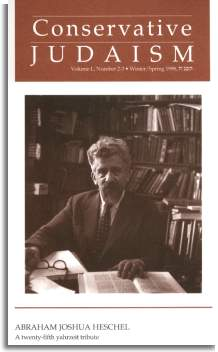 Conservative
JUDAISM
Volume L, Number 2-3 • Winter/Spring 1998,
ABRAHAM JOSHUA HESCHEL
A twenty-fifth yahrzeit tribute